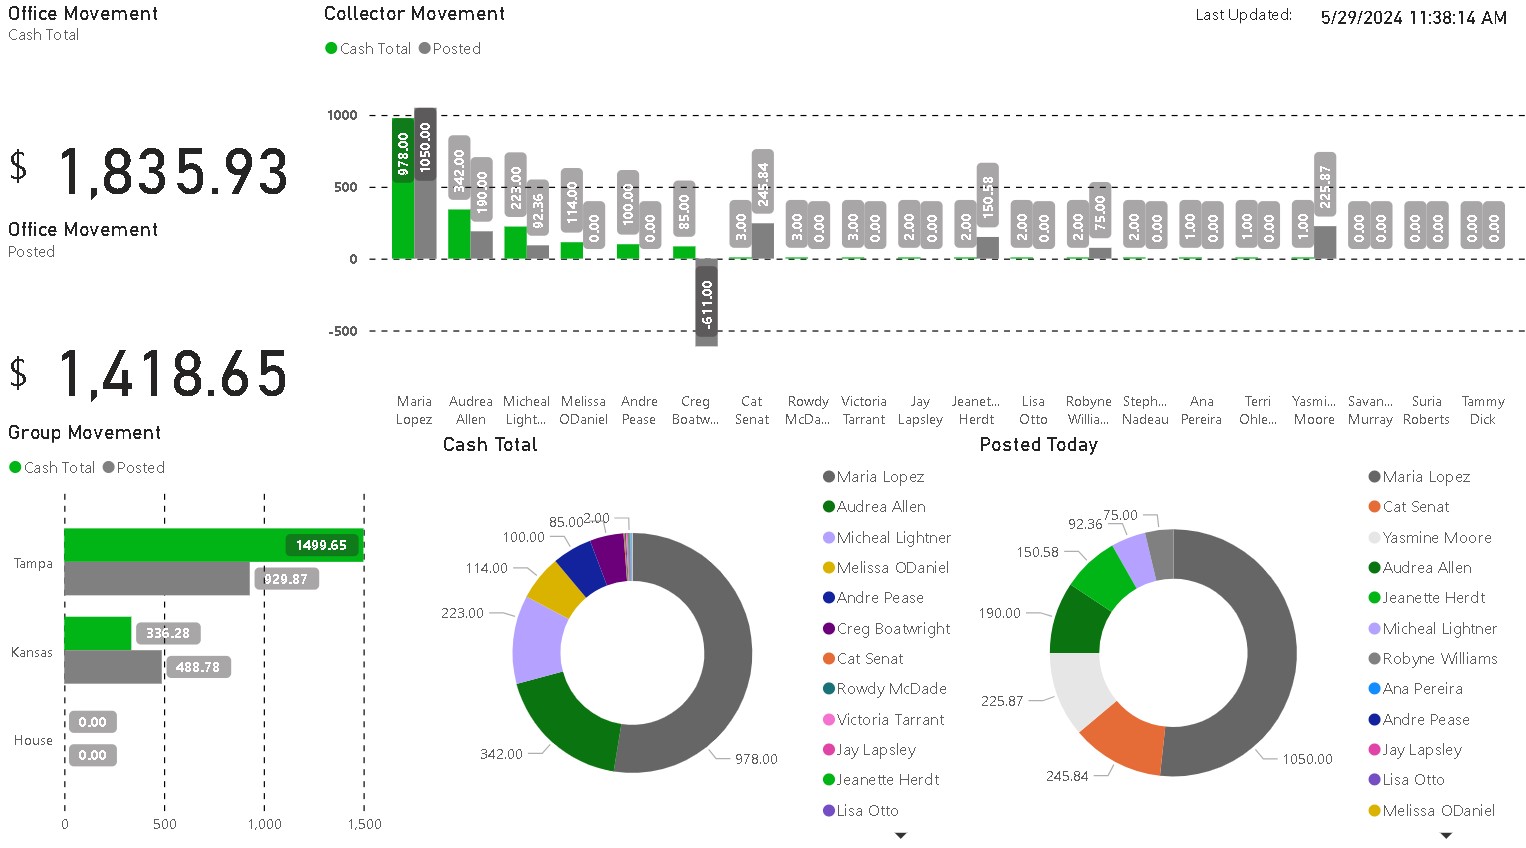 Office Movement
Cash Total
$ 1,835.93
Office Movement
Posted
$ 1,418.65
Collector Movement
Cash Total Posted
Last Updated: 5/29/2024 11:38:14 AM
1000
500
0
-500
978.00 1050.00 342.00 190.00 223.00 92.36 114.00 0.00 100.00 0.00 85.00 -611.00 3.00 245.84 3.00 0.00 3.00 0.00 2.00 0.00 2.00 150.58 2.00 0.00 2.00 75.00 2.00 0.00 1.00 0.00 1.00 0.00 1.00 225.87 0.00 0.00 0.00 0.00 0.00 0.00
Maria Lopez
Audrea Allen
Micheal Light...
Melissa ODaniel
Andre Pease
Creg Boatw...
Cat Senat
Rowdy McDa...
Victoria Tarrant
Jay Lapsley
Jeanet... Herdt
Lisa Otto
Robyne Willia...
Steph... Nadeau
Ana Pereira
Terri Ohle...
Yasmi... Moore
Savan... Murray
Suria Roberts
Tammy Dick
Group Movement
Cash Total Posted
Tampa
1499.65
929.87
Kansas
336.28
488.78
House
0.00
0.00
0 500 1,000 1,500
Cash Total
2.00
85.00
100.00
114.00
223.00
342.00
978.00
Maria Lopez
Audrea Allen
Micheal Lightner
Melissa ODaniel
Andre Pease
Creg Boatwright
Cat Senat
Rowdy McDade
Victoria Tarrant
Jay Lapsley
Jeanette Herdt
Lisa Otto
Posted Today
75.00
92.36
150.58
190.00
225.87
245.84
1050.00
Maria Lopez
Cat Senat
Yasmine Moore
Audrea Allen
Jeanette Herdt
Micheal Lightner
Robyne Williams
Ana Pereira
Andre Pease
Jay Lapsley
Lisa Otto
Melissa ODaniel